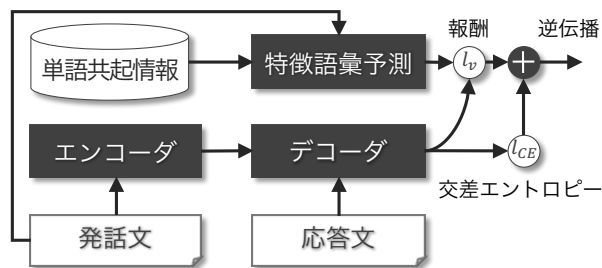 報酬
逆伝播
単語共起情報
特徴語彙予測
l_v
+
エンコーダ
デコーダ
l_CE
交差エントロピー
発話文
応答文